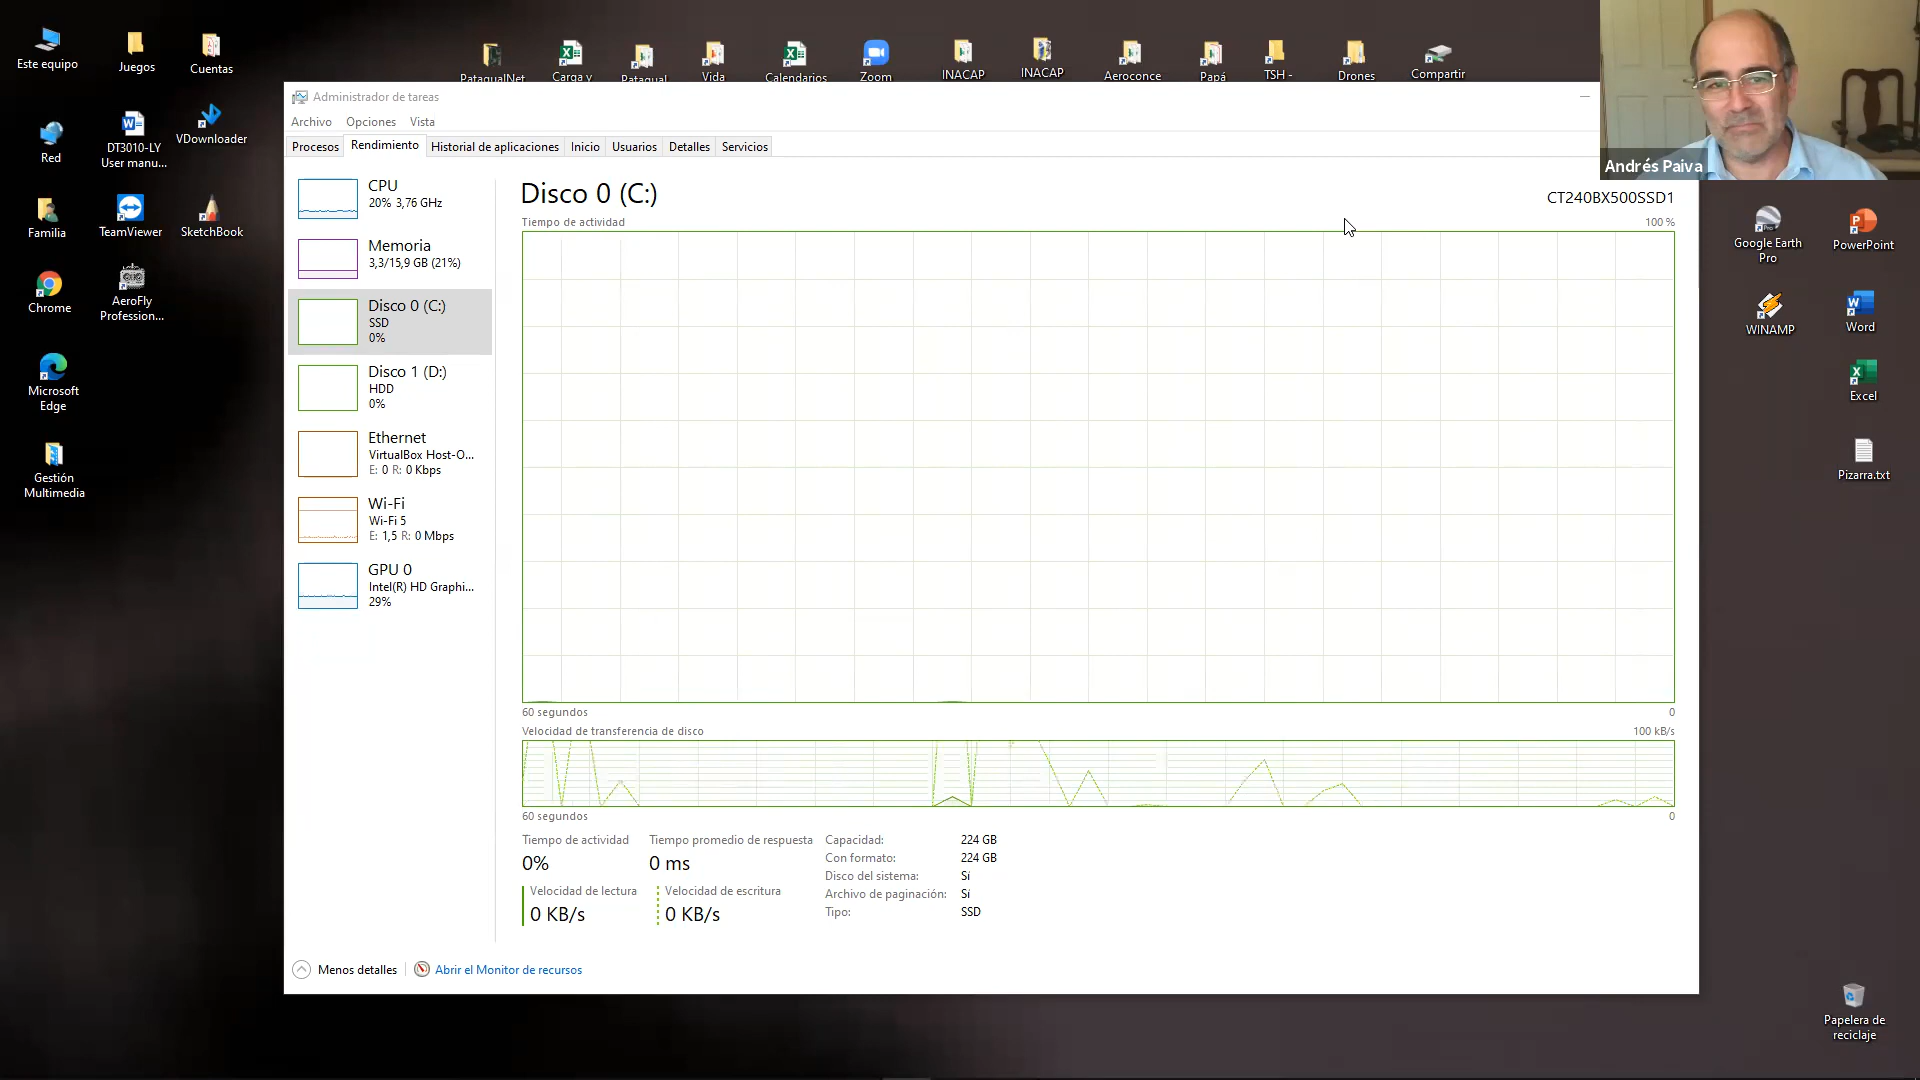 Este equipo
Juegos
Cuentas
PataguaINet
Carga y
Patagual
Vida
Calendarios
Zoom
INACAP
INACAP
Aeroconce
Papá
TSH -
Drones
Compartir
Andrés Paiva
Red
DT3010-LY
User manu...
VDownloader
Familia
TeamViewer
SketchBook
Chrome
AeroFly
Profession...
Microsoft
Edge
Gestión
Multimedia
Administrador de tareas
Archivo Opciones Vista
Procesos Rendimiento Historial de aplicaciones Inicio Usuarios Detalles Servicios
CPU
20% 3,76 GHz
Memoria
3,3/15,9 GB (21%)
Disco 0 (C:)
SSD
0%
Disco 1 (D:)
HDD
0%
Ethernet
VirtualBox Host-O...
E: 0 R: 0 Kbps
Wi-Fi
Wi-Fi 5
E: 1,5 R: 0 Mbps
GPU 0
Intel(R) HD Graphi...
29%
Disco 0 (C:)
CT240BX500SSD1
Tiempo de actividad
100 %
60 segundos
0
Velocidad de transferencia de disco
100 kB/s
60 segundos
0
Tiempo de actividad
0%
Tiempo promedio de respuesta
0 ms
Velocidad de lectura
0 KB/s
Velocidad de escritura
0 KB/s
Capacidad: 224 GB
Con formato: 224 GB
Disco del sistema: Sí
Archivo de paginación: Sí
Tipo: SSD
Menos detalles
Abrir el Monitor de recursos
Google Earth
Pro
PowerPoint
WINAMP
Word
Excel
Pizarra.txt
Papelera de
reciclaje